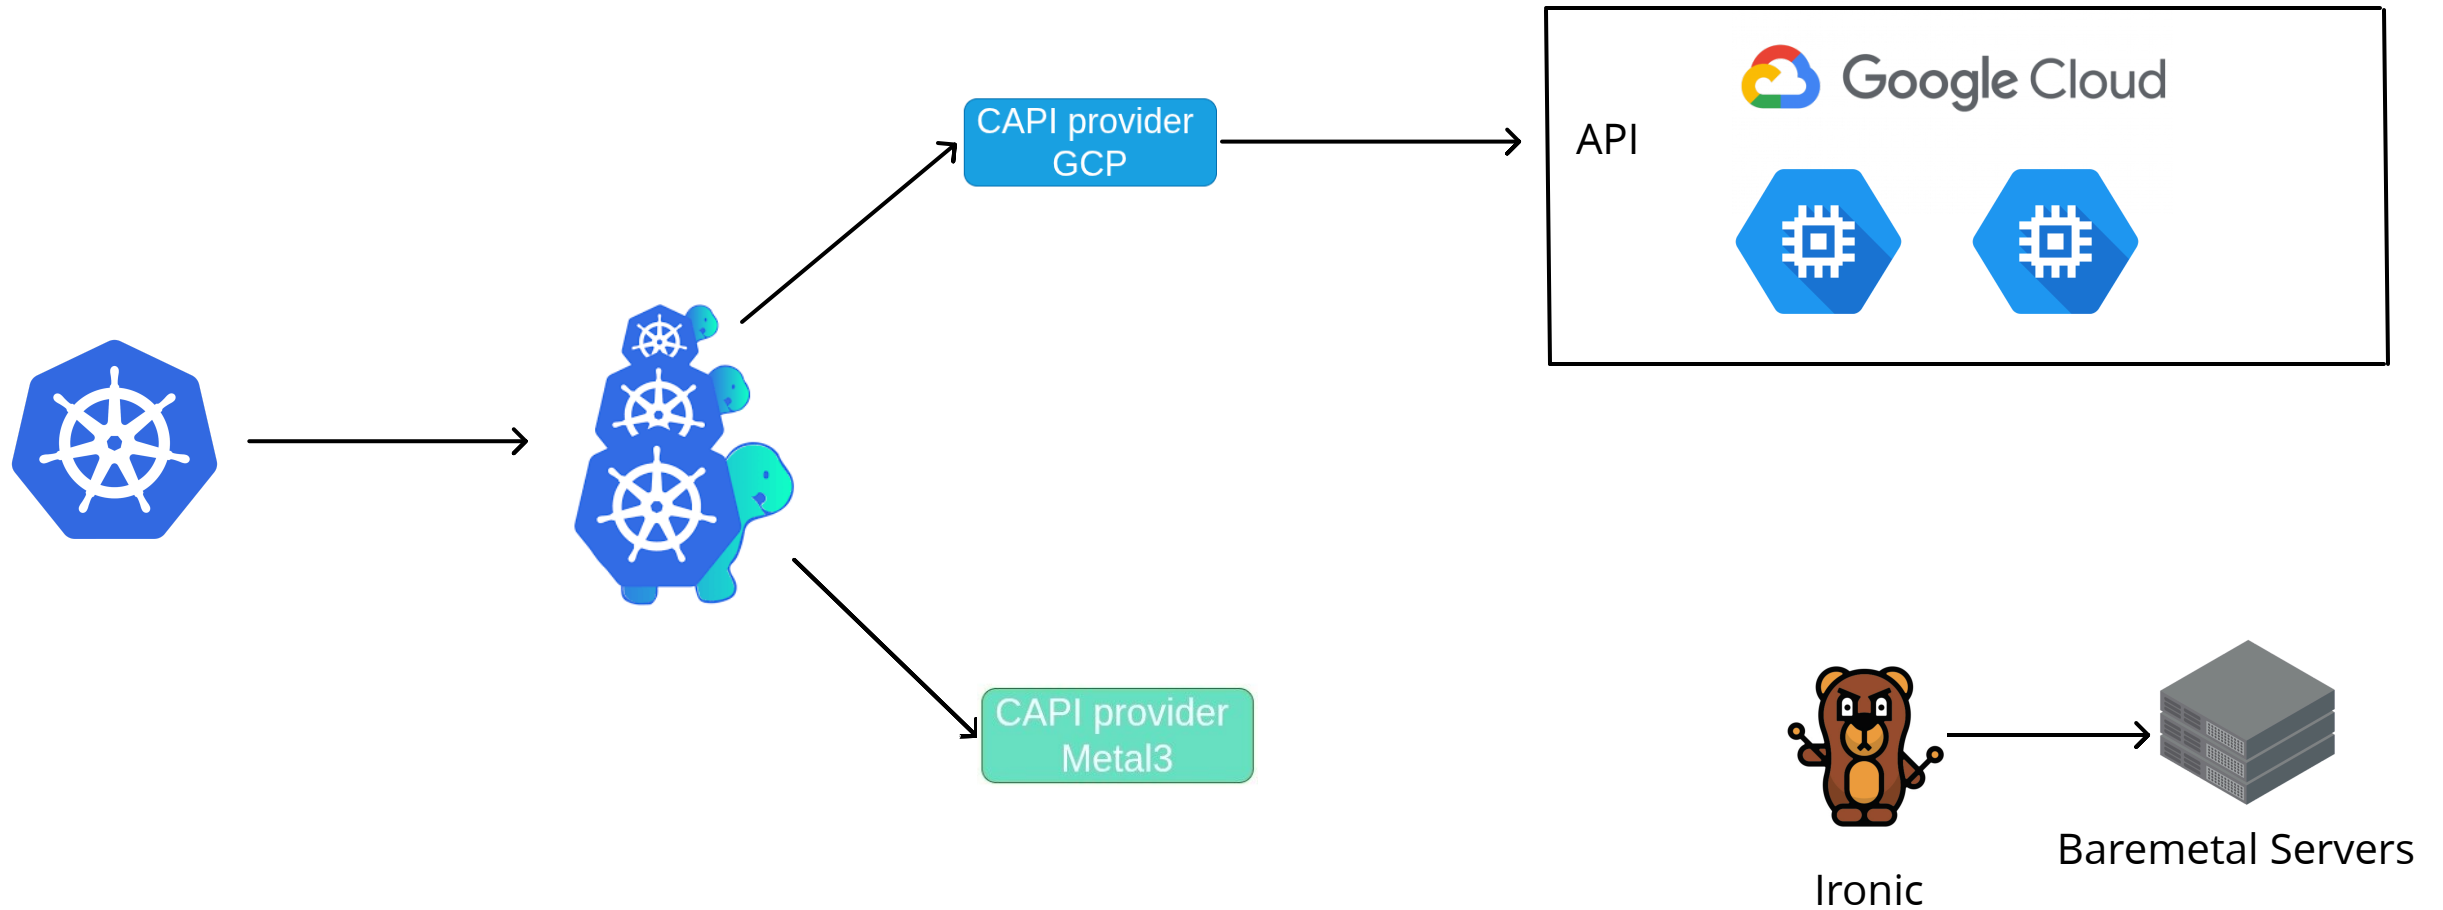 Google Cloud
API
CAPI provider
GCP
CAPI provider
Metal3
Baremetal Servers
Ironic